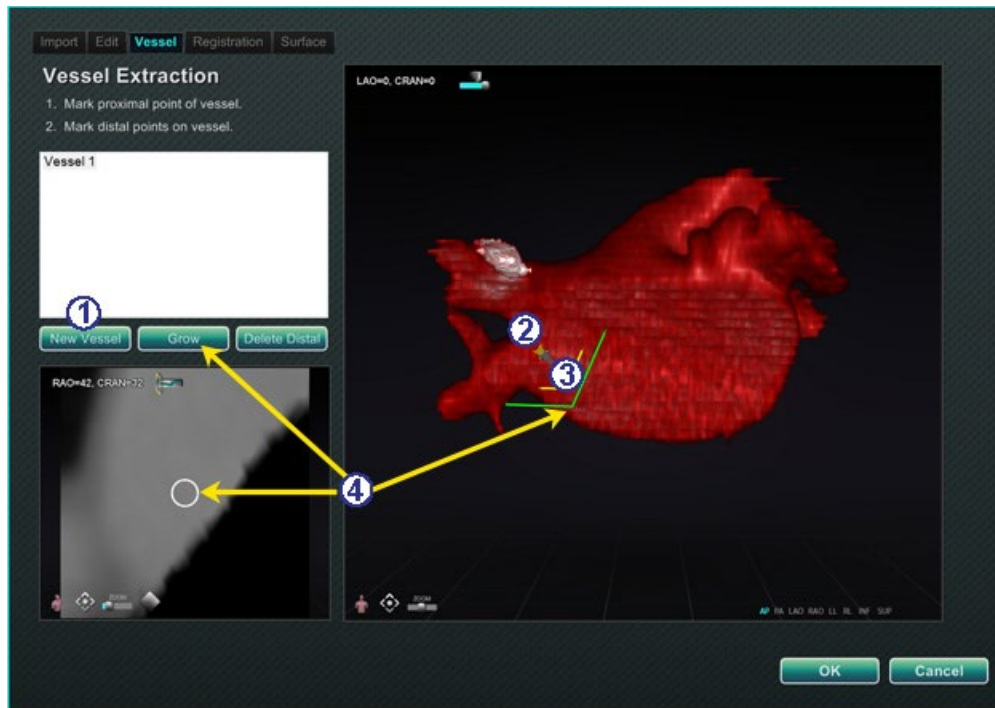 Import Edit Vessel Registration Surface
Vessel Extraction
1. Mark proximal point of vessel.
2. Mark distal points on vessel.
Vessel 1
1
New Vessel Grow Delete Distal
RAO=42, CRAN=32
ZOOM
LAO=0, CRAN=0
2
3
4
ZOOM
AP PA LAO RAO LL RL INF SUP
OK Cancel